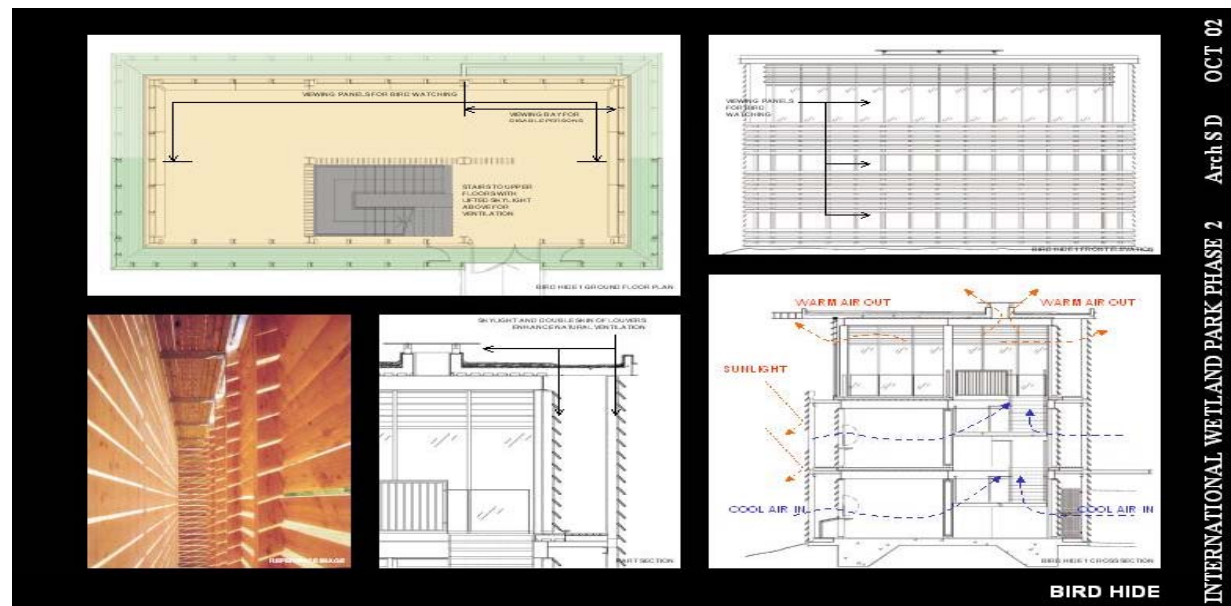 VIEWING PANELS FOR BIRD WATCHING
VIEWING BAY FOR
DISABLE PERSONS
STAIRS TO UPPER
FLOORS WITH
LIFTED SKYLIGHT
ABOVE FOR
VENTILATION
BIRD HIDE 1 GROUND FLOOR PLAN
VIEWING PANELS
FOR BIRD
WATCHING
BIRD HIDE 1 FRONT ELEVATION
REFERENCE IMAGE
SKYLIGHT AND DOUBLE SKIN OF LOUVERS
ENHANCE NATURAL VENTILATION
PART SECTION
WARM AIR OUT
WARM AIR OUT
SUNLIGHT
COOL AIR IN
COOL AIR IN
BIRD HIDE 1 CROSS SECTION
BIRD HIDE
INTERNATIONAL WETLAND PARK PHASE 2 Arch S D OCT 02